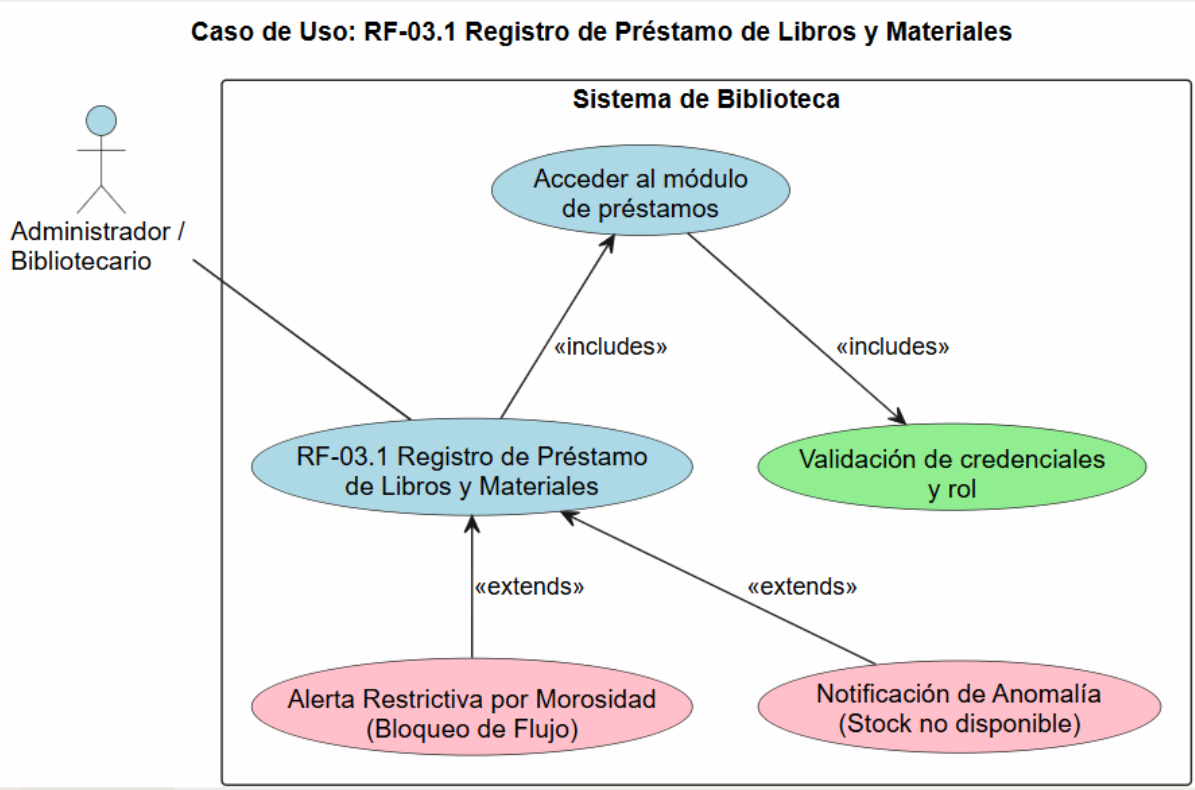 Caso de Uso: RF-03.1 Registro de Préstamo de Libros y Materiales
Sistema de Biblioteca
Acceder al módulo
de préstamos
Administrador /
Bibliotecario
«includes»
«includes»
RF-03.1 Registro de Préstamo
de Libros y Materiales
Validación de credenciales
y rol
«extends»
«extends»
Alerta Restrictiva por Morosidad
(Bloqueo de Flujo)
Notificación de Anomalía
(Stock no disponible)